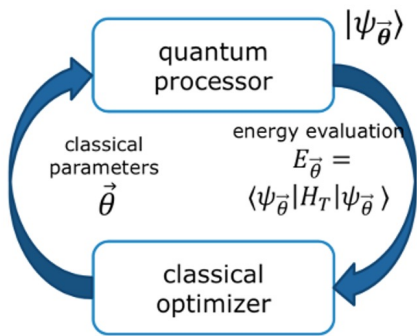 |ψ_θ⃗⟩
quantum
processor
classical
parameters
θ⃗
energy evaluation
E_θ⃗ =
⟨ψ_θ⃗|H_T|ψ_θ⃗ ⟩
classical
optimizer